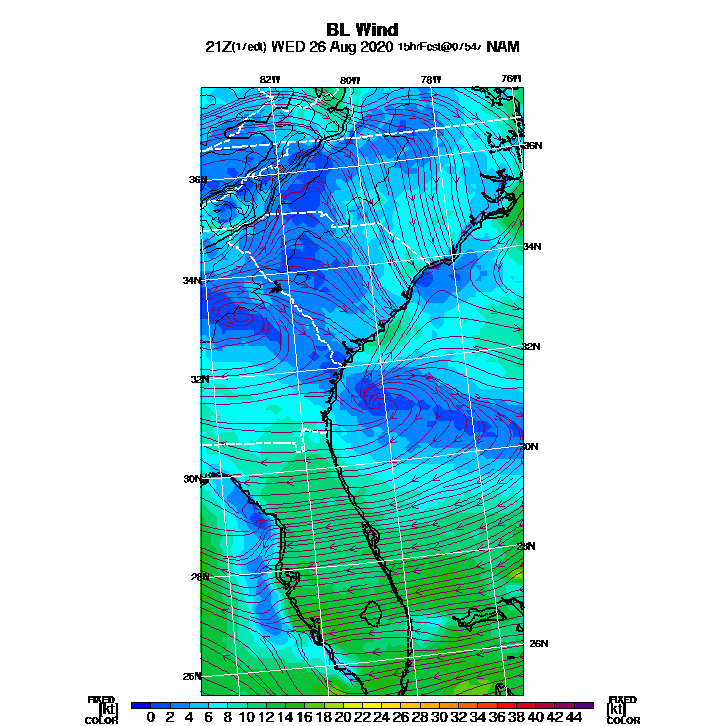 BL Wind
21Z(17edt) WED 26 Aug 2020 15hrFcst@0754z NAM
82W 80W 78W 76W
36N
36N
34N
34N
32N
32N
30N
30N
28N
28N
26N
26N
FIXED FIXED
[kt] 0 2 4 6 8 10 12 14 16 18 20 22 24 26 28 30 32 34 36 38 40 42 44 [kt]
COLOR COLOR